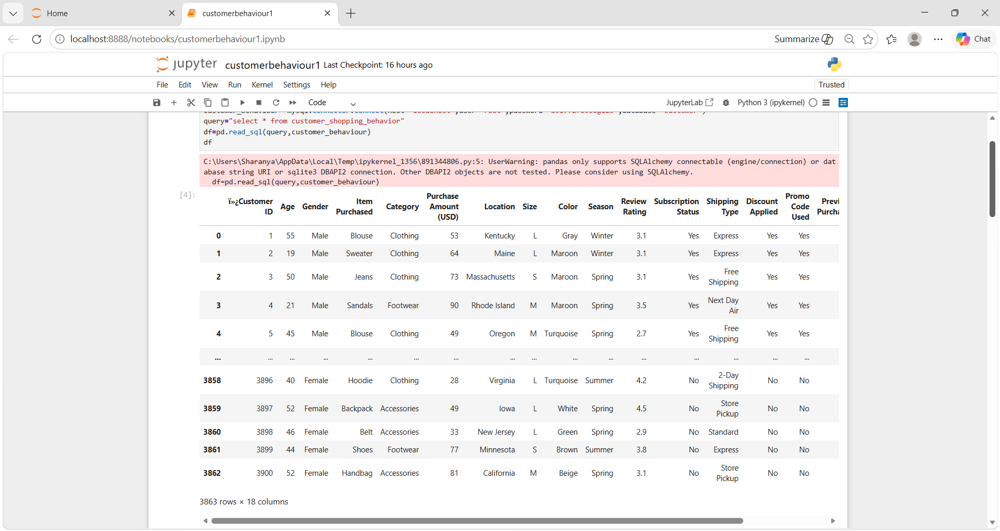 Home
customerbehaviour1
localhost:8888/notebooks/customerbehaviour1.ipynb
Summarize
Chat
jupyter customerbehaviour1 Last Checkpoint: 16 hours ago
File Edit View Run Kernel Settings Help
Trusted
Code
JupyterLab
Python 3 (ipykernel)
query="select * from customer_shopping_behavior"
df=pd.read_sql(query,customer_behaviour)
df
C:\Users\Sharanya\AppData\Local\Temp\ipykernel_1356\891344806.py:5: UserWarning: pandas only supports SQLAlchemy connectable (engine/connection) or dat
abase string URI or sqlite3 DBAPI2 connection. Other DBAPI2 objects are not tested. Please consider using SQLAlchemy.
df=pd.read_sql(query,customer_behaviour)
[4]:
ï»¿Customer ID Age Gender Item Purchased Category Purchase Amount (USD) Location Size Color Season Review Rating Subscription Status Shipping Type Discount Applied Promo Code Used Previ Purcha
0 1 55 Male Blouse Clothing 53 Kentucky L Gray Winter 3.1 Yes Express Yes Yes
1 2 19 Male Sweater Clothing 64 Maine L Maroon Winter 3.1 Yes Express Yes Yes
2 3 50 Male Jeans Clothing 73 Massachusetts S Maroon Spring 3.1 Yes Free Shipping Yes Yes
3 4 21 Male Sandals Footwear 90 Rhode Island M Maroon Spring 3.5 Yes Next Day Air Yes Yes
4 5 45 Male Blouse Clothing 49 Oregon M Turquoise Spring 2.7 Yes Free Shipping Yes Yes
... ... ... ... ... ... ... ... ... ... ... ... ... ... ... ...
3858 3896 40 Female Hoodie Clothing 28 Virginia L Turquoise Summer 4.2 No 2-Day Shipping No No
3859 3897 52 Female Backpack Accessories 49 Iowa L White Spring 4.5 No Store Pickup No No
3860 3898 46 Female Belt Accessories 33 New Jersey L Green Spring 2.9 No Standard No No
3861 3899 44 Female Shoes Footwear 77 Minnesota S Brown Summer 3.8 No Express No No
3862 3900 52 Female Handbag Accessories 81 California M Beige Spring 3.1 No Store Pickup No No
3863 rows × 18 columns